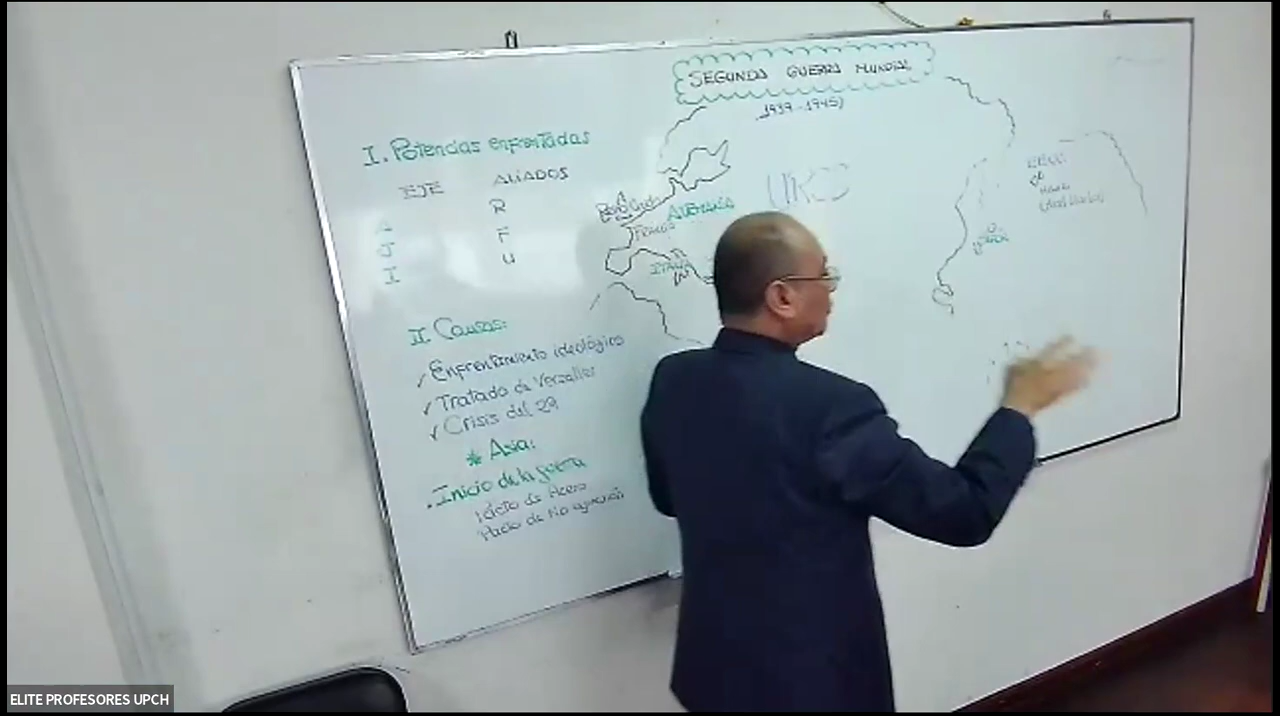 SEGUNDA GUERRA MUNDIAL
(1939-1945)
I. Potencias enfrentadas
EJE ALIADOS
A R
J F
I U
II Causas:
✓ Enfrentamiento ideológico
✓ Tratado de Versalles
✓ Crisis del 29
* Asia:
. Inicio de la guerra
Pacto de Acero
Pacto de No agresión
Alemania
Francia
ITALIA
EEUU
ELITE PROFESORES UPCH